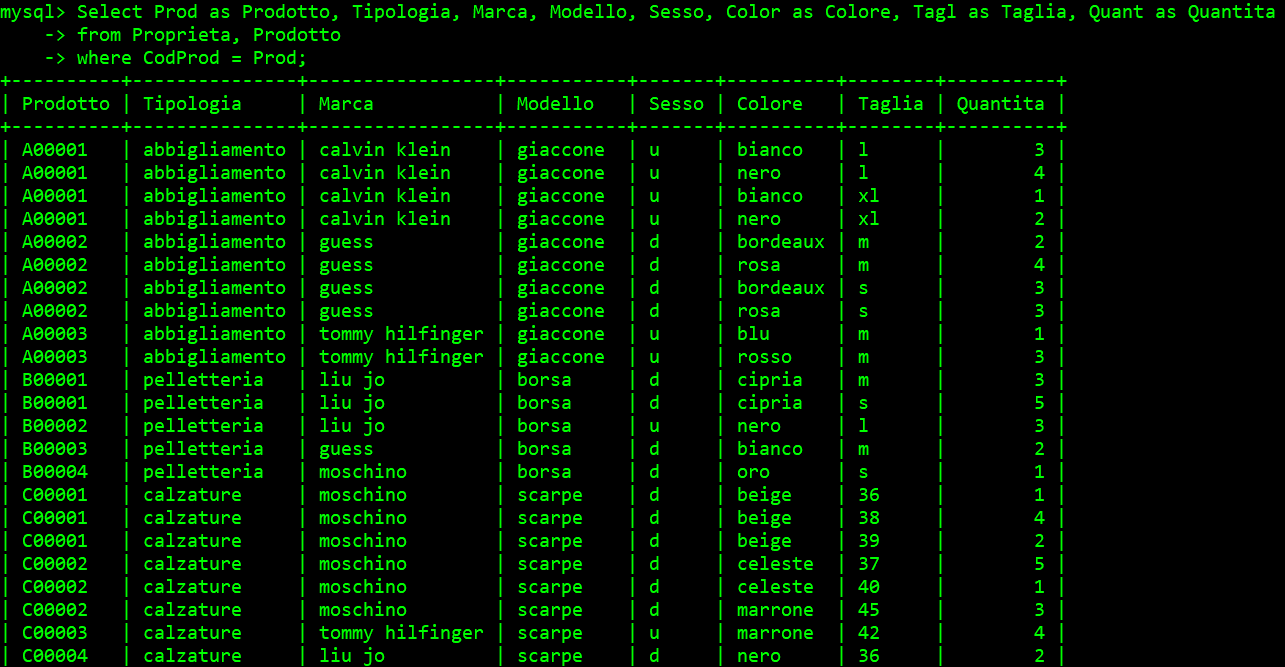 mysql> Select Prod as Prodotto, Tipologia, Marca, Modello, Sesso, Color as Colore, Tagl as Taglia, Quant as Quantita
    -> from Proprieta, Prodotto
    -> where CodProd = Prod;
+----------+---------------+-----------------+-----------+-------+----------+--------+----------+
| Prodotto | Tipologia     | Marca           | Modello   | Sesso | Colore   | Taglia | Quantita |
+----------+---------------+-----------------+-----------+-------+----------+--------+----------+
| A00001   | abbigliamento | calvin klein    | giaccone  | u     | bianco   | l      |        3 |
| A00001   | abbigliamento | calvin klein    | giaccone  | u     | nero     | l      |        4 |
| A00001   | abbigliamento | calvin klein    | giaccone  | u     | bianco   | xl     |        1 |
| A00001   | abbigliamento | calvin klein    | giaccone  | u     | nero     | xl     |        2 |
| A00002   | abbigliamento | guess           | giaccone  | d     | bordeaux | m      |        2 |
| A00002   | abbigliamento | guess           | giaccone  | d     | rosa     | m      |        4 |
| A00002   | abbigliamento | guess           | giaccone  | d     | bordeaux | s      |        3 |
| A00002   | abbigliamento | guess           | giaccone  | d     | rosa     | s      |        3 |
| A00003   | abbigliamento | tommy hilfinger | giaccone  | u     | blu      | m      |        1 |
| A00003   | abbigliamento | tommy hilfinger | giaccone  | u     | rosso    | m      |        3 |
| B00001   | pelletteria   | liu jo          | borsa     | d     | cipria   | m      |        3 |
| B00001   | pelletteria   | liu jo          | borsa     | d     | cipria   | s      |        5 |
| B00002   | pelletteria   | liu jo          | borsa     | u     | nero     | l      |        3 |
| B00003   | pelletteria   | guess           | borsa     | d     | bianco   | m      |        2 |
| B00004   | pelletteria   | moschino        | borsa     | d     | oro      | s      |        1 |
| C00001   | calzature     | moschino        | scarpe    | d     | beige    | 36     |        1 |
| C00001   | calzature     | moschino        | scarpe    | d     | beige    | 38     |        4 |
| C00001   | calzature     | moschino        | scarpe    | d     | beige    | 39     |        2 |
| C00002   | calzature     | moschino        | scarpe    | d     | celeste  | 37     |        5 |
| C00002   | calzature     | moschino        | scarpe    | d     | celeste  | 40     |        1 |
| C00002   | calzature     | moschino        | scarpe    | d     | marrone  | 45     |        3 |
| C00003   | calzature     | tommy hilfinger | scarpe    | u     | marrone  | 42     |        4 |
| C00004   | calzature     | liu jo          | scarpe    | d     | nero     | 36     |        2 |